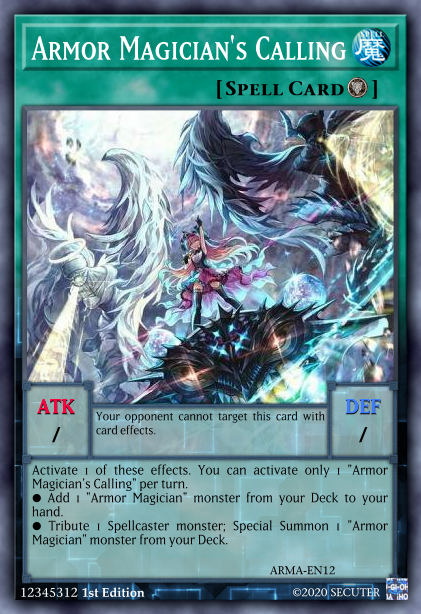 Armor Magician's Calling 魔
[Spell Card ]
ATK
/
Your opponent cannot target this card with
card effects.
DEF
/
Activate 1 of these effects. You can activate only 1 "Armor
Magician's Calling" per turn.
● Add 1 "Armor Magician" monster from your Deck to your
hand.
● Tribute 1 Spellcaster monster; Special Summon 1 "Armor
Magician" monster from your Deck.
ARMA-EN12
12345312 1st Edition ©2020 SECUTER